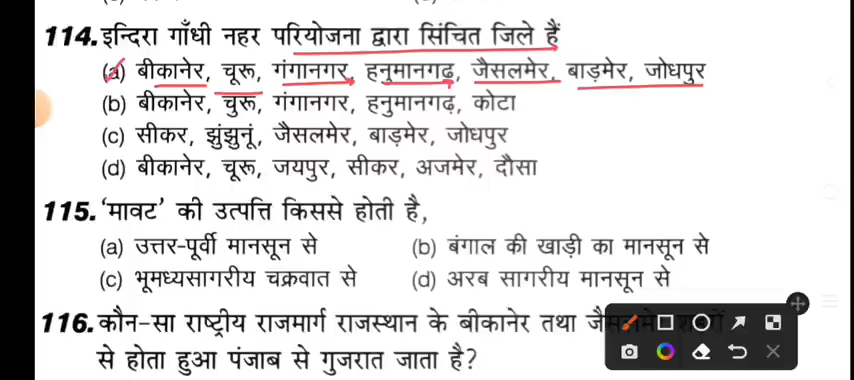 114. इन्दिरा गाँधी नहर परियोजना द्वारा सिंचित जिले हैं
(a) बीकानेर, चूरू, गंगानगर, हनुमानगढ़, जैसलमेर, बाड़मेर, जोधपुर
(b) बीकानेर, चुरू, गंगानगर, हनुमानगढ़, कोटा
(c) सीकर, झुंझुनूं, जैसलमेर, बाड़मेर, जोधपुर
(d) बीकानेर, चूरू, जयपुर, सीकर, अजमेर, दौसा
115. 'मावट' की उत्पत्ति किससे होती है,
(a) उत्तर-पूर्वी मानसून से (b) बंगाल की खाड़ी का मानसून से
(c) भूमध्यसागरीय चक्रवात से (d) अरब सागरीय मानसून से
116. कौन-सा राष्ट्रीय राजमार्ग राजस्थान के बीकानेर तथा
से होता हुआ पंजाब से गुजरात जाता है?